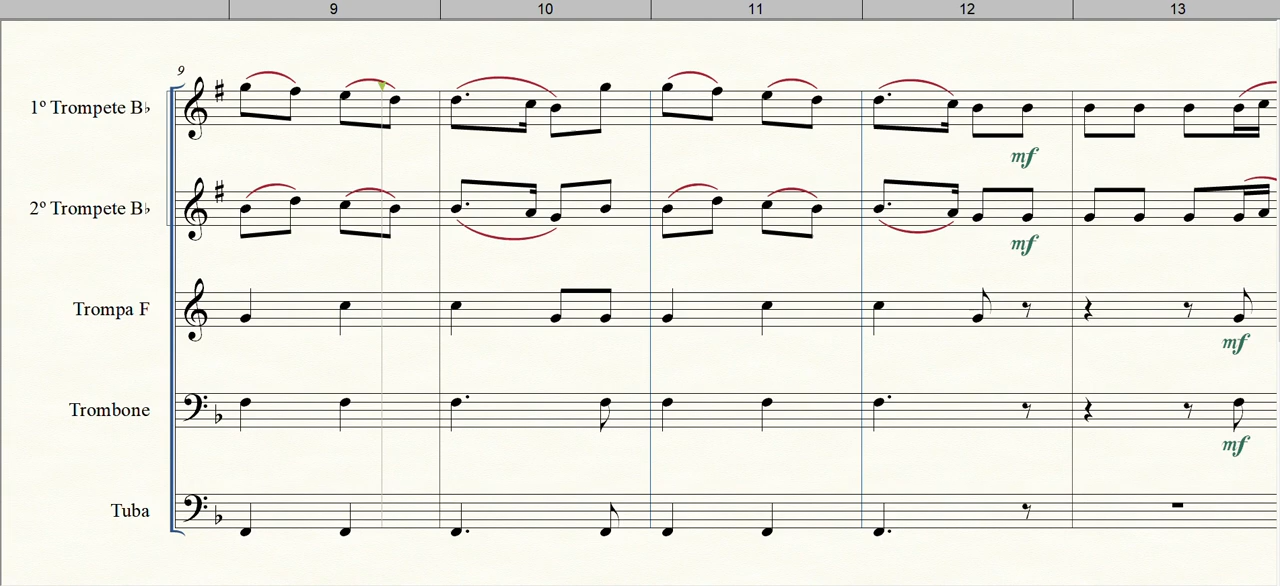 9 10 11 12 13
9
1º Trompete B♭
mf
2º Trompete B♭
mf
Trompa F
mf
Trombone
mf
Tuba